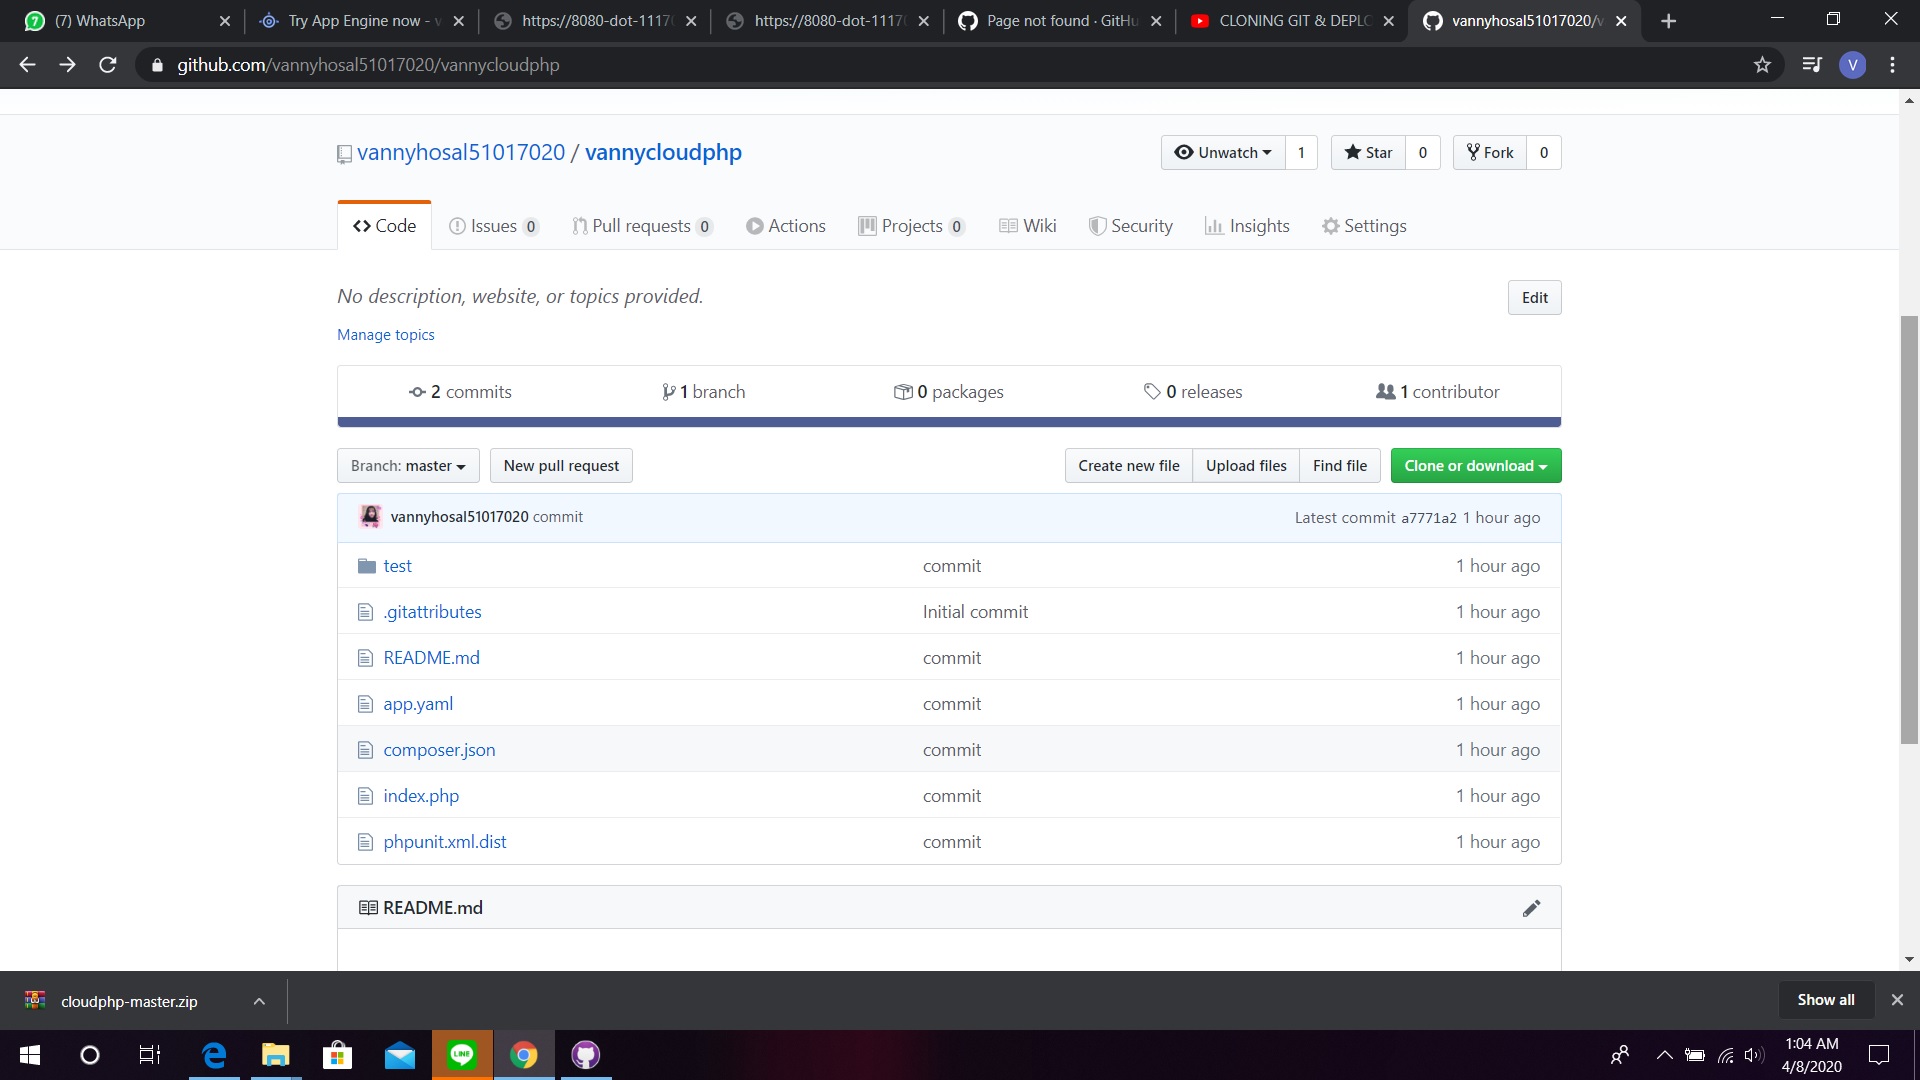 (7) WhatsApp
Try App Engine now - v
https://8080-dot-1117
https://8080-dot-1117
Page not found · GitHu
CLONING GIT & DEPLO
vannyhosal51017020/v
github.com/vannyhosal51017020/vannycloudphp
V
vannyhosal51017020 / vannycloudphp
Unwatch 1
Star 0
Fork 0
Code
Issues 0
Pull requests 0
Actions
Projects 0
Wiki
Security
Insights
Settings
No description, website, or topics provided.
Edit
Manage topics
2 commits
1 branch
0 packages
0 releases
1 contributor
Branch: master
New pull request
Create new file
Upload files
Find file
Clone or download
vannyhosal51017020 commit
Latest commit a7771a2 1 hour ago
test commit 1 hour ago
.gitattributes Initial commit 1 hour ago
README.md commit 1 hour ago
app.yaml commit 1 hour ago
composer.json commit 1 hour ago
index.php commit 1 hour ago
phpunit.xml.dist commit 1 hour ago
README.md
cloudphp-master.zip
Show all
LINE
1:04 AM
4/8/2020